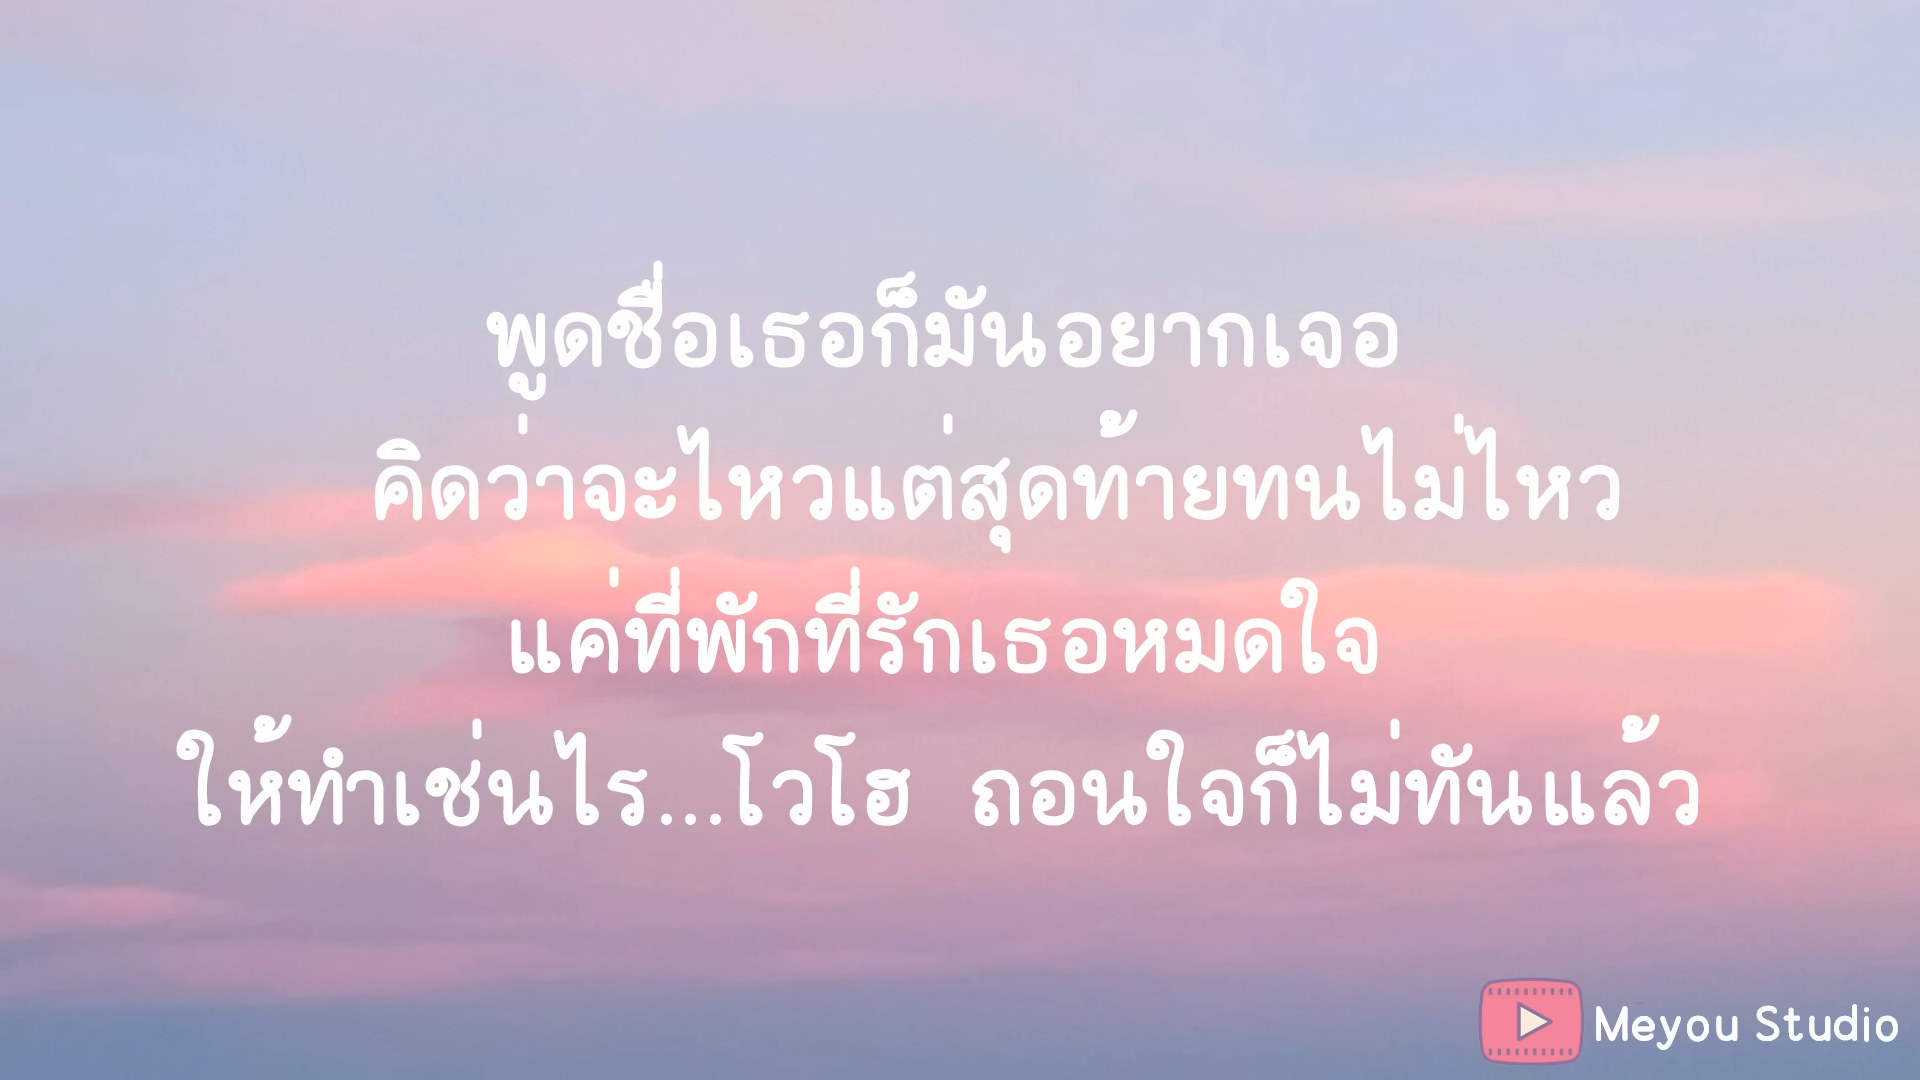 พูดชื่อเธอก็มันอยากเจอ
คิดว่าจะไหวแต่สุดท้ายทนไม่ไหว
แค่ที่พักที่รักเธอหมดใจ
ให้ทำเช่นไร...โวโฮ ถอนใจก็ไม่ทันแล้ว
Meyou Studio